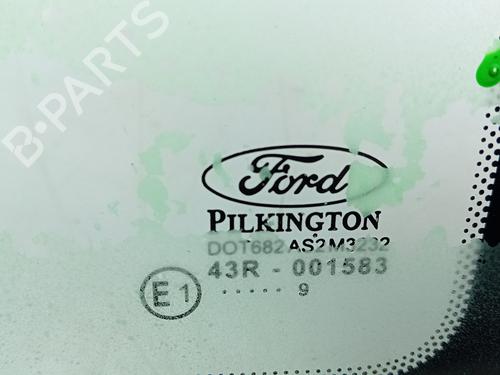 B-PARTS
Ford
PILKINGTON
DOT682 AS2 M3232
43R - 001583
E1 ..... 9